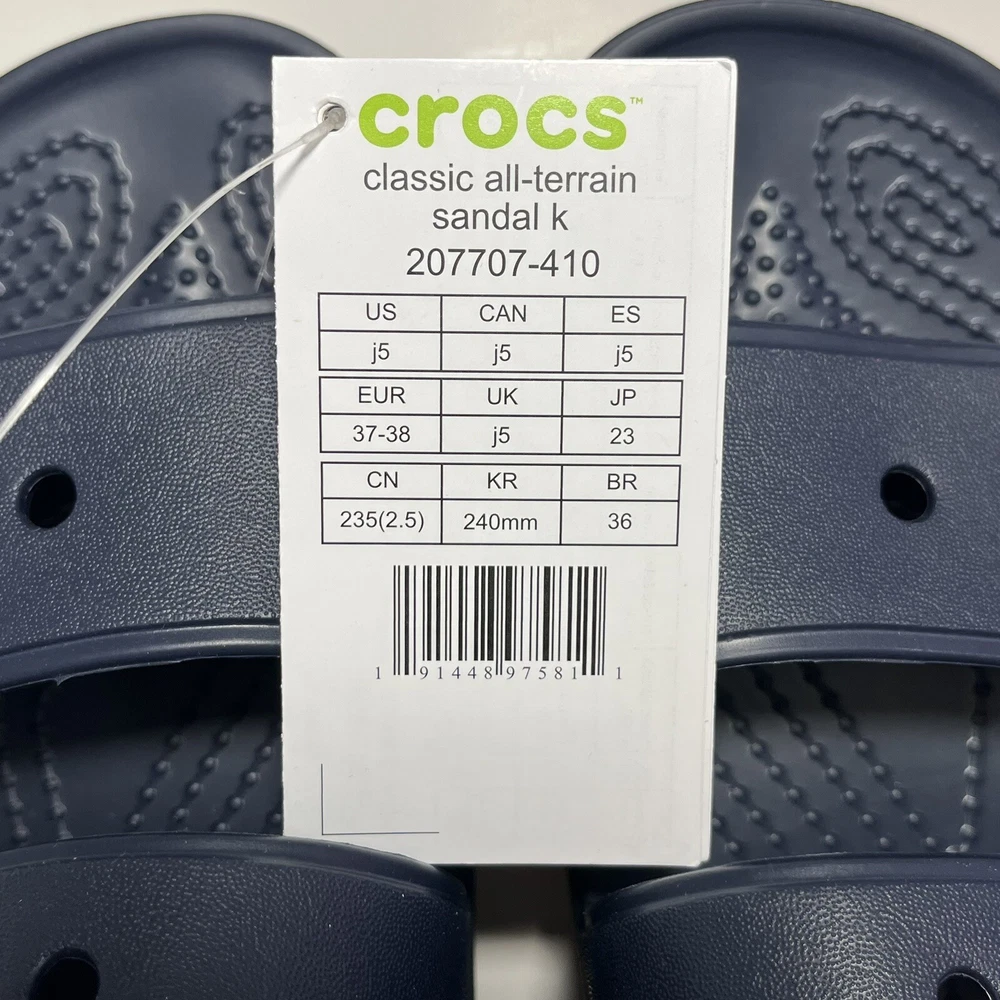 crocs™
classic all-terrain
sandal k
207707-410
US CAN ES
j5 j5 j5
EUR UK JP
37-38 j5 23
CN KR BR
235(2.5) 240mm 36
1 91448 97581 1